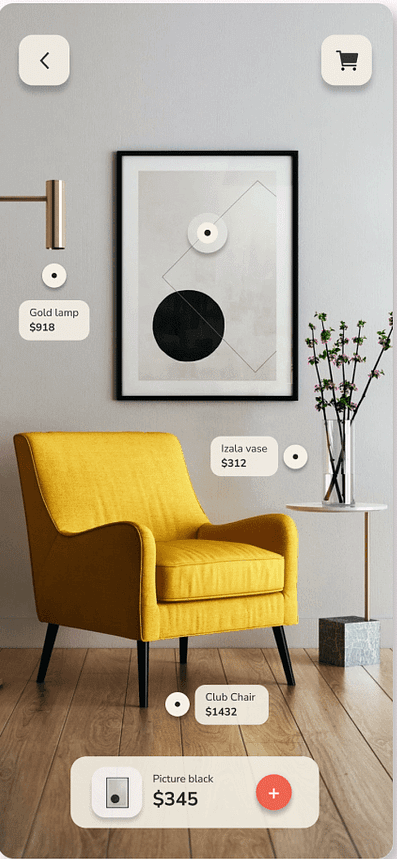 Gold lamp
$918
Izala vase
$312
Club Chair
$1432
Picture black
$345